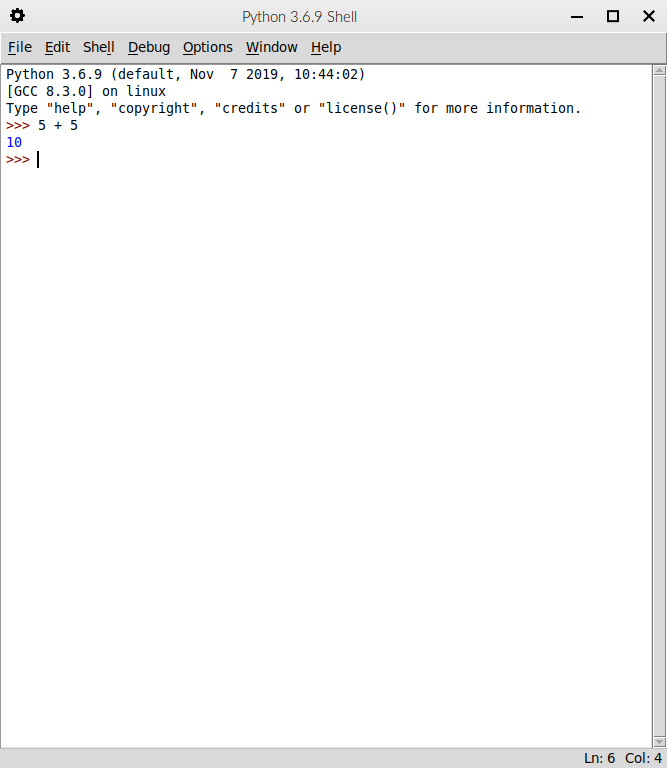 Python 3.6.9 Shell
File Edit Shell Debug Options Window Help
Python 3.6.9 (default, Nov  7 2019, 10:44:02)
[GCC 8.3.0] on linux
Type "help", "copyright", "credits" or "license()" for more information.
>>> 5 + 5
10
>>>
Ln: 6 Col: 4